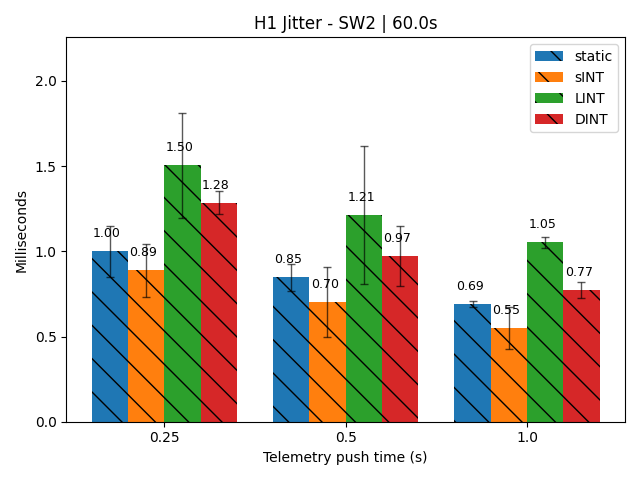 H1 Jitter - SW2 | 60.0s
static
sINT
LINT
DINT
Milliseconds
2.0
1.5
1.0
0.5
0.0
1.00
0.89
1.50
1.28
0.85
0.70
1.21
0.97
0.69
0.55
1.05
0.77
0.25
0.5
1.0
Telemetry push time (s)